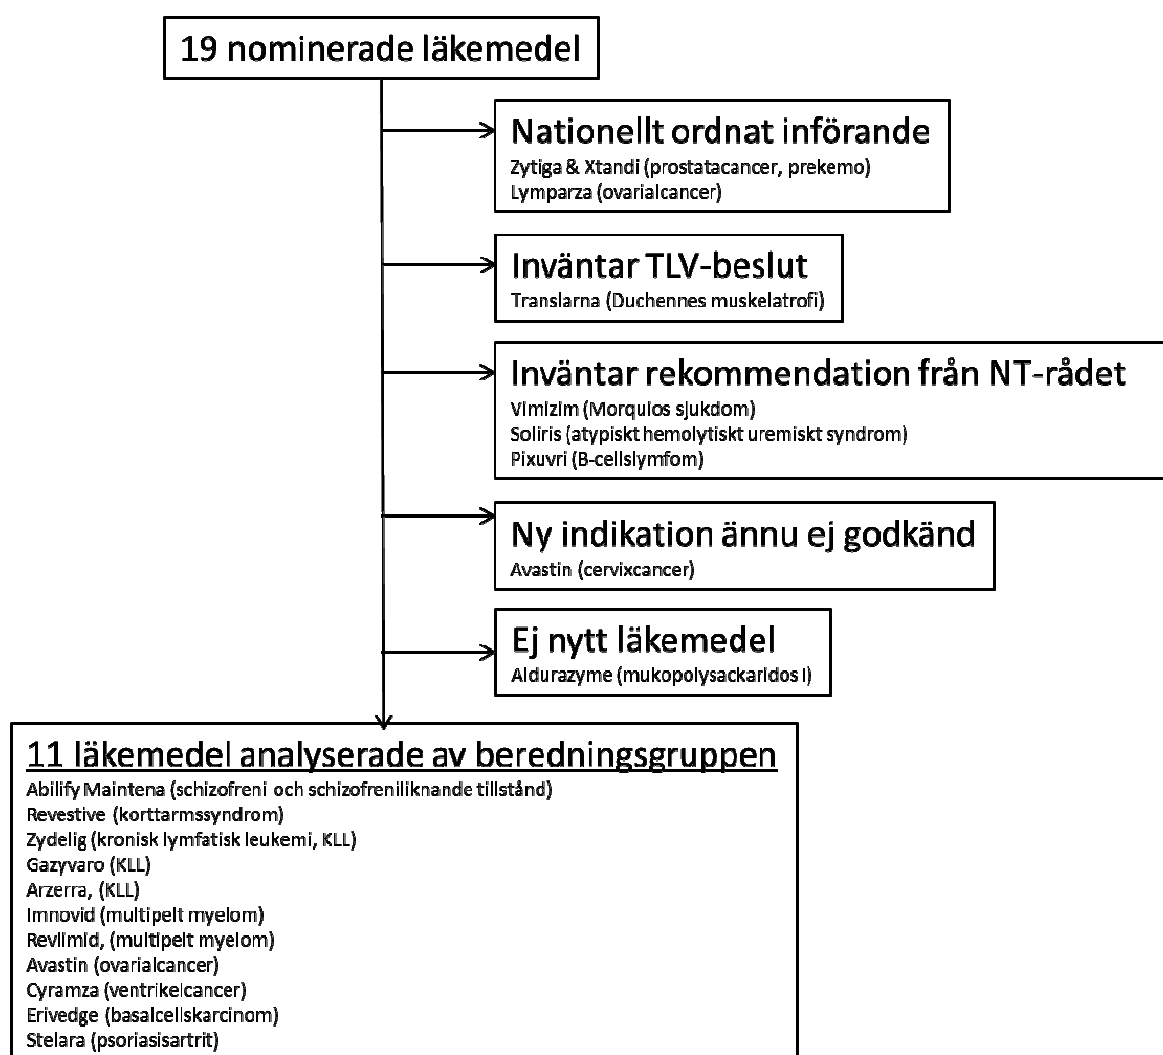 19 nominerade läkemedel
Nationellt ordnat införande
Zytiga & Xtandi (prostatacancer, prekemo)
Lymparza (ovarialcancer)
Inväntar TLV-beslut
Translarna (Duchennes muskelatrofi)
Inväntar rekommendation från NT-rådet
Vimizim (Morquios sjukdom)
Soliris (atypiskt hemolytiskt uremiskt syndrom)
Pixuvri (B-cellslymfom)
Ny indikation ännu ej godkänd
Avastin (cervixcancer)
Ej nytt läkemedel
Aldurazyme (mukopolysackaridos I)
11 läkemedel analyserade av beredningsgruppen
Abilify Maintena (schizofreni och schizofreniliknande tillstånd)
Revestive (korttarmssyndrom)
Zydelig (kronisk lymfatisk leukemi, KLL)
Gazyvaro (KLL)
Arzerra, (KLL)
Imnovid (multipelt myelom)
Revlimid, (multipelt myelom)
Avastin (ovarialcancer)
Cyramza (ventrikelcancer)
Erivedge (basalcellskarcinom)
Stelara (psoriasisartrit)